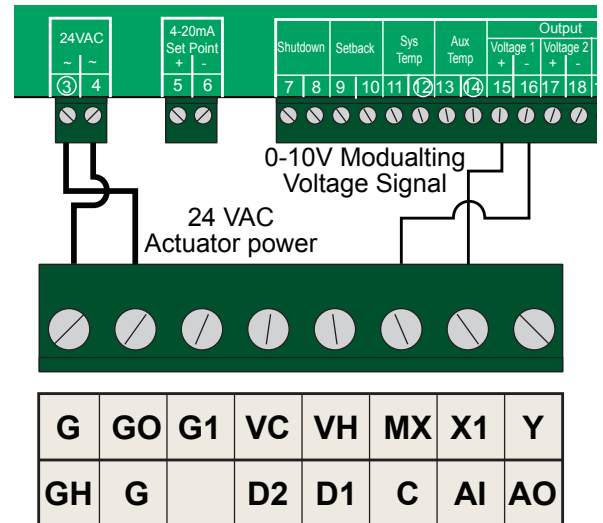 24VAC
~ ~
③ 4
4-20mA
Set Point
+ -
5 6
Output
Shutdown Setback Sys Temp Aux Temp Voltage 1 Voltage 2
+ - + -
7 8 9 10 11 ⑫ 13 ⑭ 15 16 17 18
0-10V Modualting
Voltage Signal
24 VAC
Actuator power
G GO G1 VC VH MX X1 Y
GH G D2 D1 C AI AO